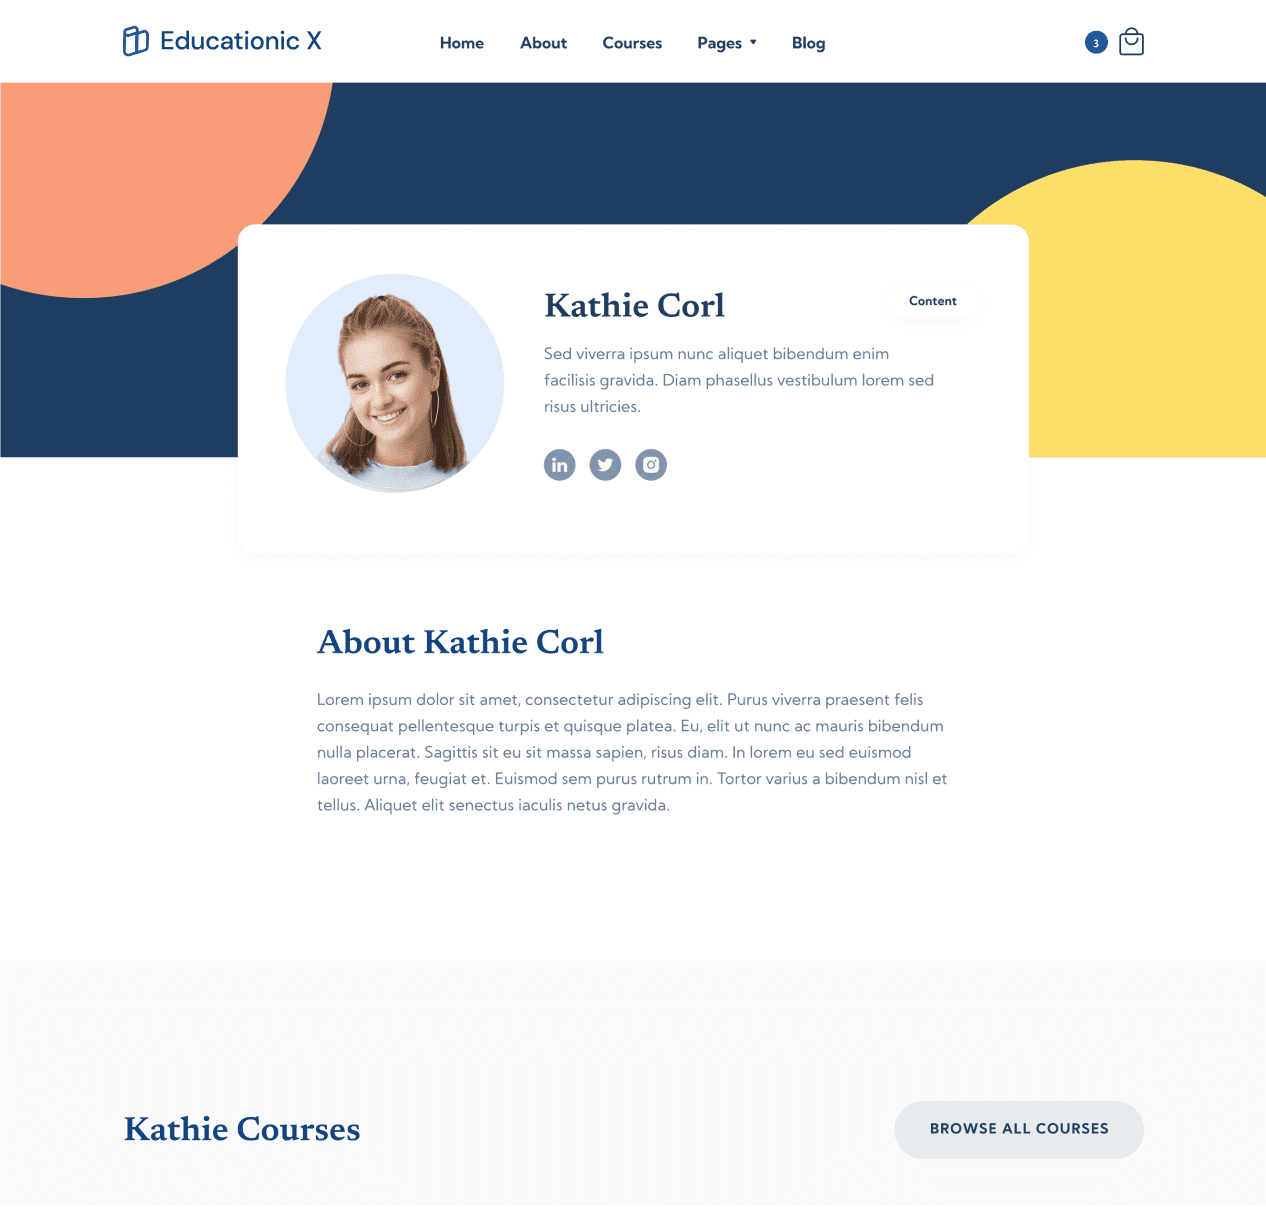 Educationic X
Home About Courses Pages Blog
3
Kathie Corl
Content
Sed viverra ipsum nunc aliquet bibendum enim
facilisis gravida. Diam phasellus vestibulum lorem sed
risus ultricies.
in
About Kathie Corl
Lorem ipsum dolor sit amet, consectetur adipiscing elit. Purus viverra praesent felis
consequat pellentesque turpis et quisque platea. Eu, elit ut nunc ac mauris bibendum
nulla placerat. Sagittis sit eu sit massa sapien, risus diam. In lorem eu sed euismod
laoreet urna, feugiat et. Euismod sem purus rutrum in. Tortor varius a bibendum nisl et
tellus. Aliquet elit senectus iaculis netus gravida.
Kathie Courses
BROWSE ALL COURSES